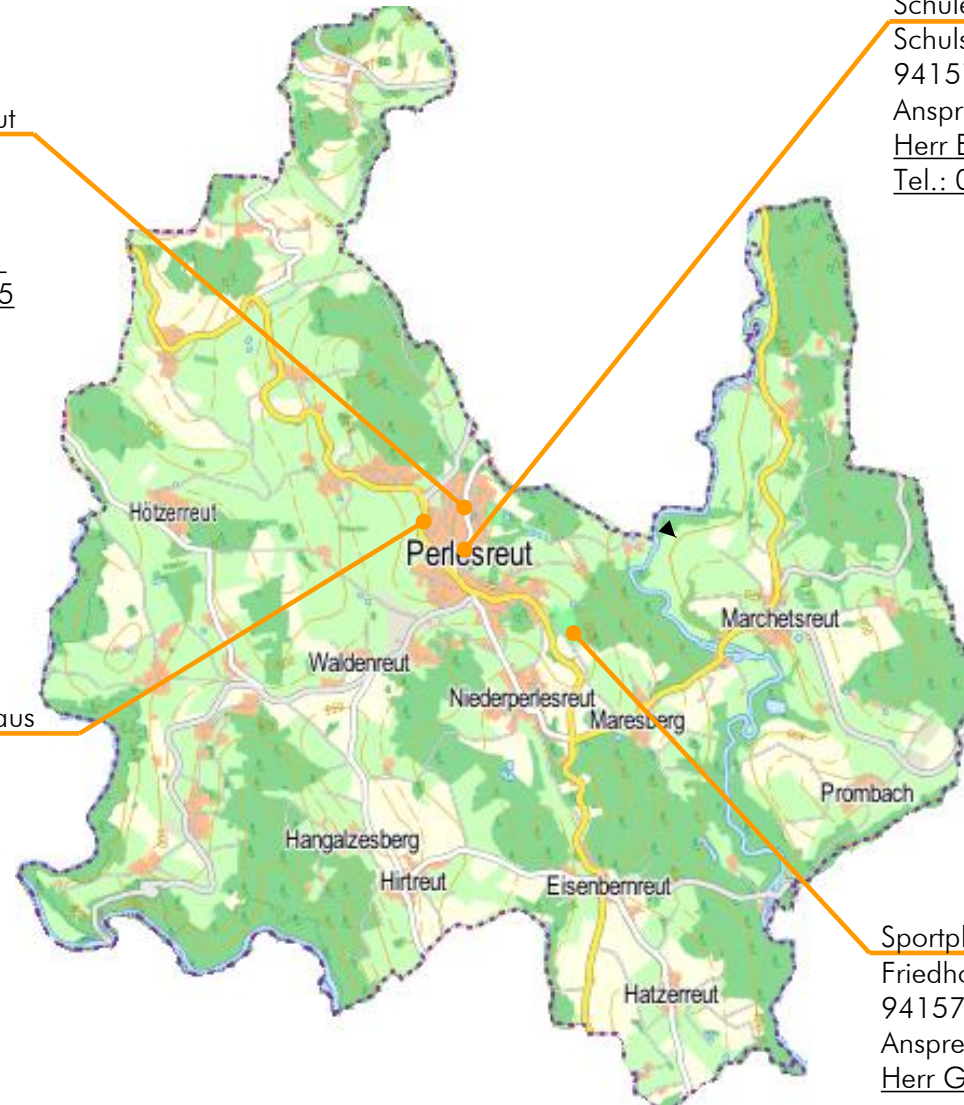 Schule
Schuls
9415
Anspr
Herr E
Tel.: 0
ut
5
Hötzerreut
Perlesreut
Marchetsreut
Waldenreut
Niederperlesreut
Maresberg
aus
Prombach
Hangalzesberg
Hirtreut
Eisenbernreut
Sportpl
Friedho
94157
Anspre
Herr G
Hatzerreut